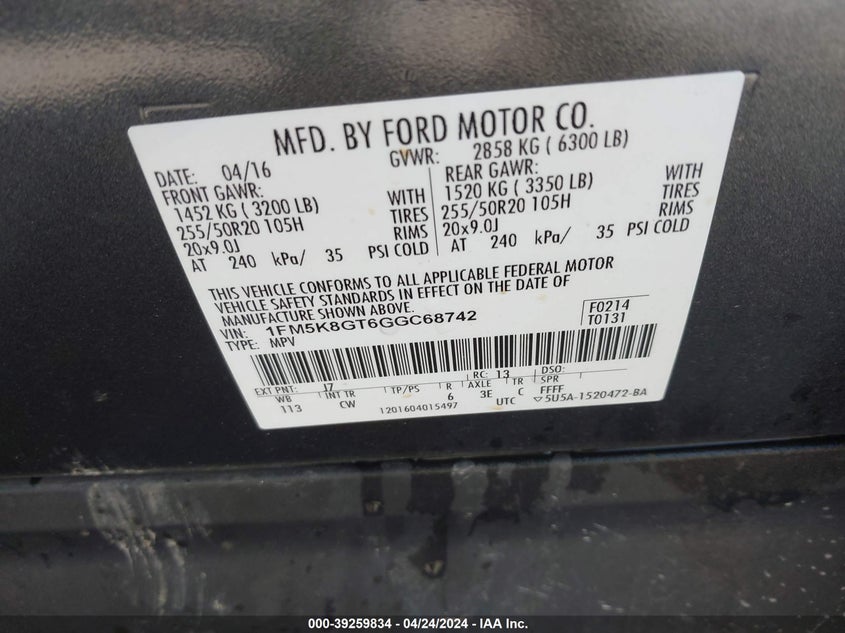 MFD. BY FORD MOTOR CO.
DATE: 04/16
GVWR: 2858 KG ( 6300 LB)
FRONT GAWR:
1452 KG ( 3200 LB) WITH
255/50R20 105H TIRES
20x9.0J RIMS
AT 240 kPa/ 35 PSI COLD
REAR GAWR:
1520 KG ( 3350 LB) WITH
255/50R20 105H TIRES
20x9.0J RIMS
AT 240 kPa/ 35 PSI COLD
THIS VEHICLE CONFORMS TO ALL APPLICABLE FEDERAL MOTOR
VEHICLE SAFETY STANDARDS IN EFFECT ON THE DATE OF
MANUFACTURE SHOWN ABOVE.
VIN: 1FM5K8GT6GGC68742
TYPE: MPV
F0214
T0131
EXT PNT: J7 RC: 13 DSO:
WB INT TR TP/PS R AXLE TR SPR
113 CW 6 3E C FFFF
1201604015497 UTC ▽5U5A-1520472-BA
000-39259834 - 04/24/2024 - IAA Inc.